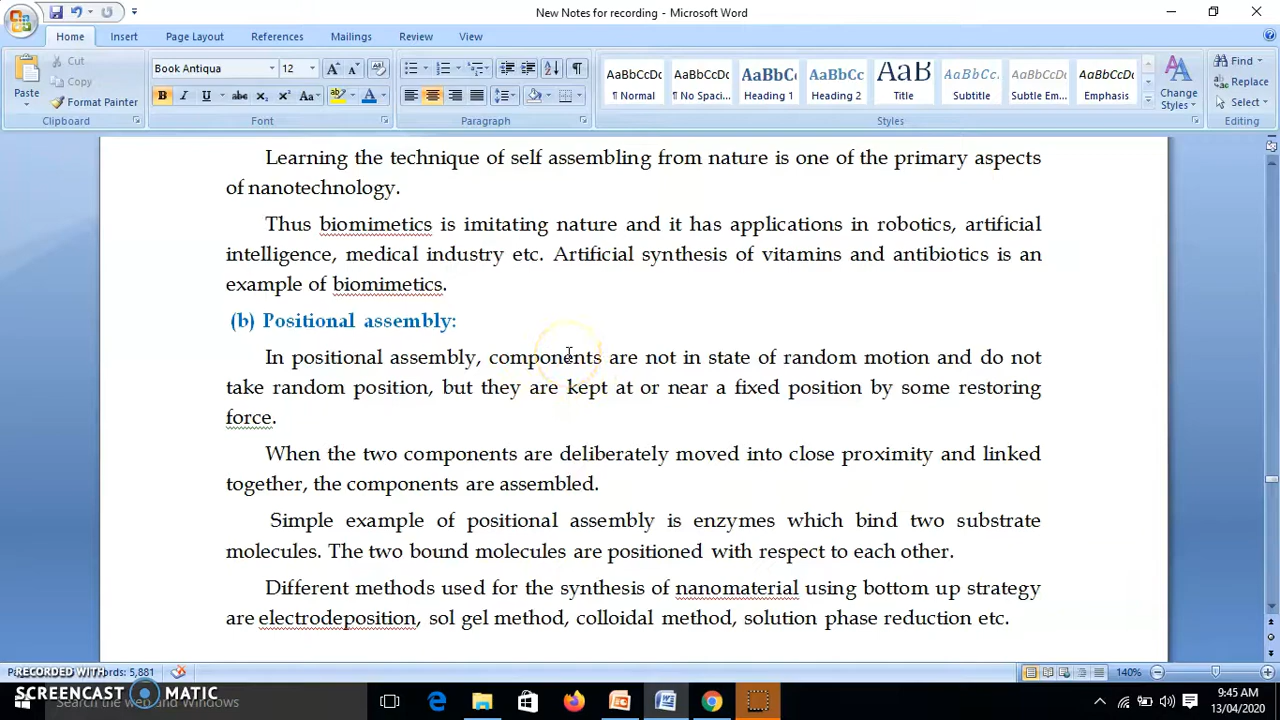 New Notes for recording - Microsoft Word
Home Insert Page Layout References Mailings Review View
Cut
Copy
Paste
Format Painter
Clipboard
Book Antiqua 12
Font
Paragraph
AaBbCcDc AaBbCcDc AaBbC AaBbCc AaB AaBbCc. AaBbCcDc AaBbCcDc
¶ Normal ¶ No Spaci... Heading 1 Heading 2 Title Subtitle Subtle Em... Emphasis
Change Styles
Styles
Find
Replace
Select
Editing
Learning the technique of self assembling from nature is one of the primary aspects
of nanotechnology.
Thus biomimetics is imitating nature and it has applications in robotics, artificial
intelligence, medical industry etc. Artificial synthesis of vitamins and antibiotics is an
example of biomimetics.
(b) Positional assembly:
In positional assembly, components are not in state of random motion and do not
take random position, but they are kept at or near a fixed position by some restoring
force.
When the two components are deliberately moved into close proximity and linked
together, the components are assembled.
Simple example of positional assembly is enzymes which bind two substrate
molecules. The two bound molecules are positioned with respect to each other.
Different methods used for the synthesis of nanomaterial using bottom up strategy
are electrodeposition, sol gel method, colloidal method, solution phase reduction etc.
RECORDED WITH
SCREENCAST MATIC
5,881
140%
Search the web and Windows
9:45 AM
13/04/2020